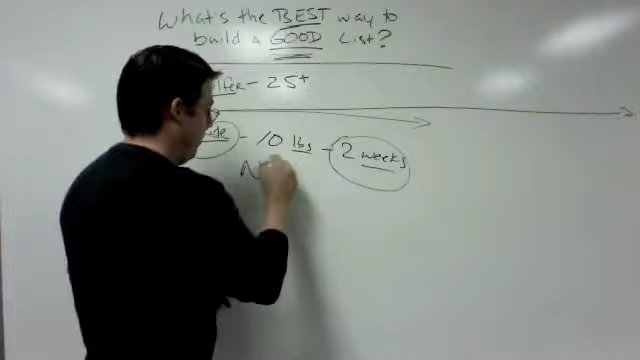 What's the BEST way to
build a GOOD List?
- 25+
- 10 lbs - 2 weeks